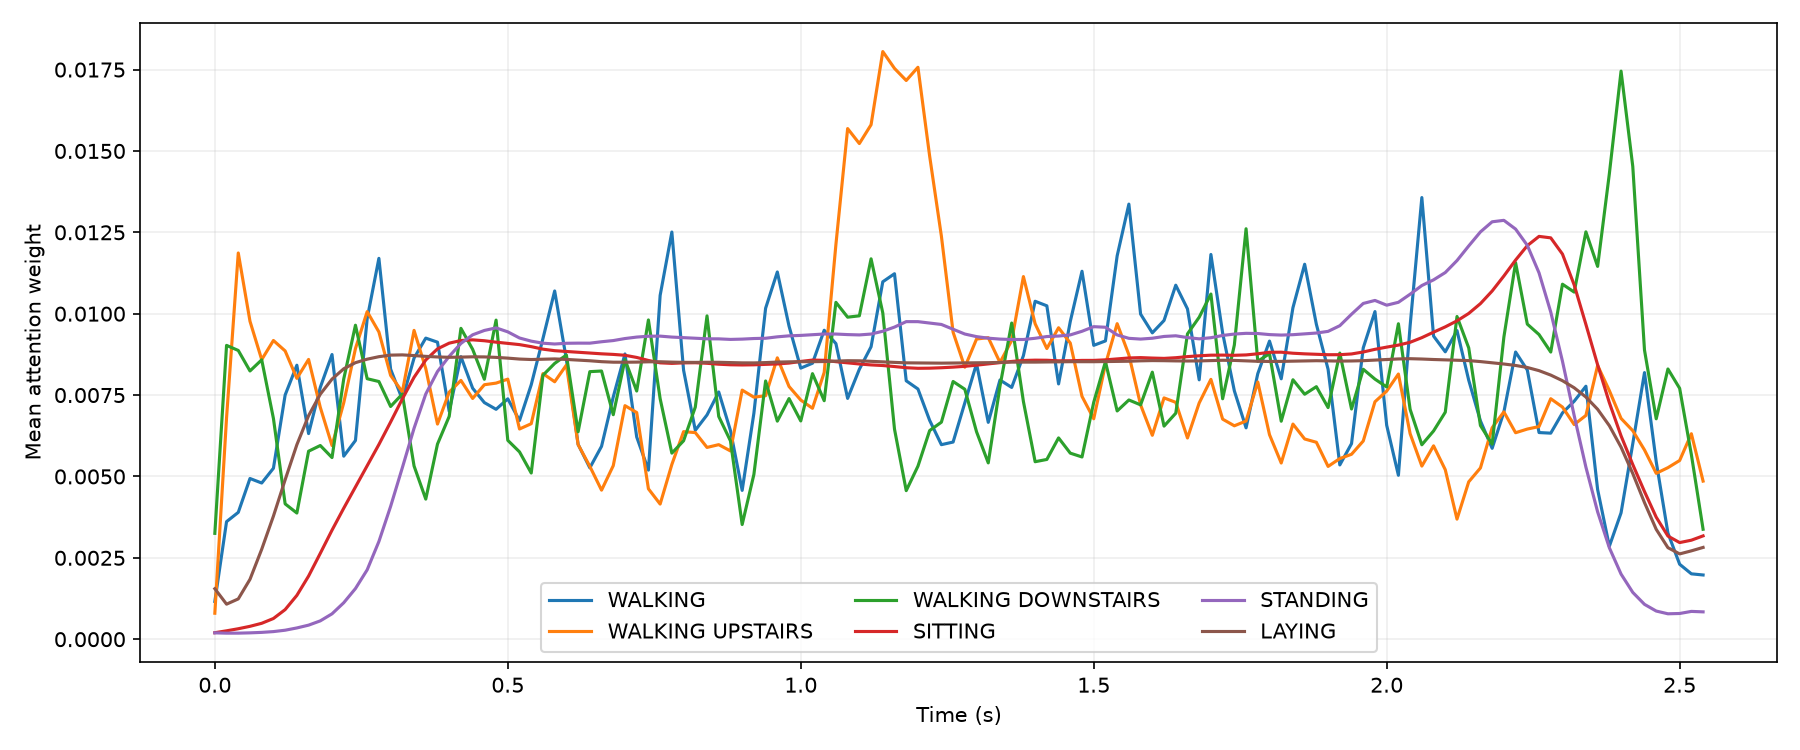 0.0175
0.0150
0.0125
0.0100
0.0075
0.0050
0.0025
0.0000
Mean attention weight
WALKING
WALKING UPSTAIRS
WALKING DOWNSTAIRS
SITTING
STANDING
LAYING
0.0 0.5 1.0 1.5 2.0 2.5
Time (s)